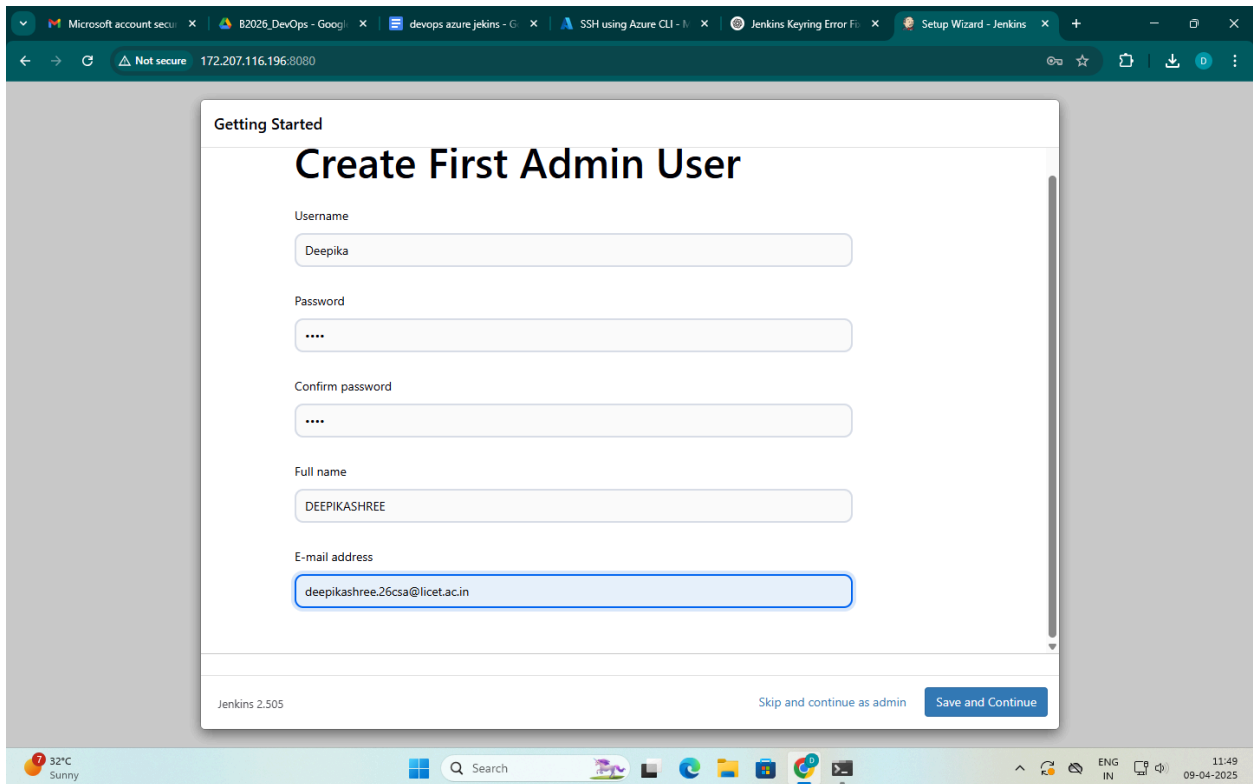 Microsoft account secu
B2026_DevOps - Googl
devops azure jekins - G
SSH using Azure CLI - M
Jenkins Keyring Error Fi
Setup Wizard - Jenkins
Not secure
172.207.116.196:8080
D
Getting Started
Create First Admin User
Username
Deepika
Password
••••
Confirm password
••••
Full name
DEEPIKASHREE
E-mail address
deepikashree.26csa@licet.ac.in
Jenkins 2.505
Skip and continue as admin
Save and Continue
7
32°C
Sunny
Search
D
ENG
IN
11:49
09-04-2025